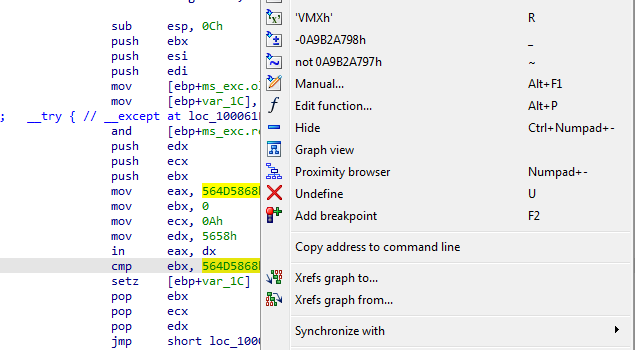 sub esp, 0Ch
push ebx
push esi
push edi
mov [ebp+ms_exc.o
mov [ebp+var_1C],
; __try { // __except at loc_100061
and [ebp+ms_exc.r
push edx
push ecx
push ebx
mov eax, 564D5868
mov ebx, 0
mov ecx, 0Ah
mov edx, 5658h
in eax, dx
cmp ebx, 564D5868
setz [ebp+var_1C]
pop ebx
pop ecx
pop edx
jmp short loc_1000
'VMXh' R
-0A9B2A798h _
not 0A9B2A797h ~
Manual... Alt+F1
Edit function... Alt+P
Hide Ctrl+Numpad+-
Graph view
Proximity browser Numpad+-
Undefine U
Add breakpoint F2
Copy address to command line
Xrefs graph to...
Xrefs graph from...
Synchronize with